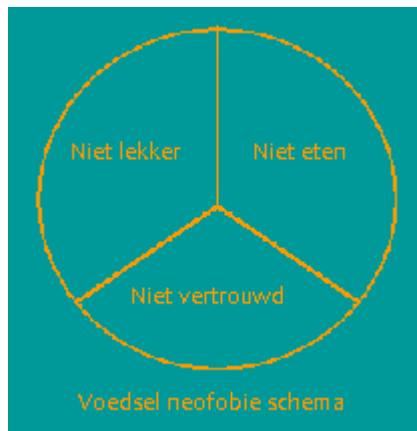 Niet lekker
Niet eten
Niet vertrouwd
Voedsel neofobie schema